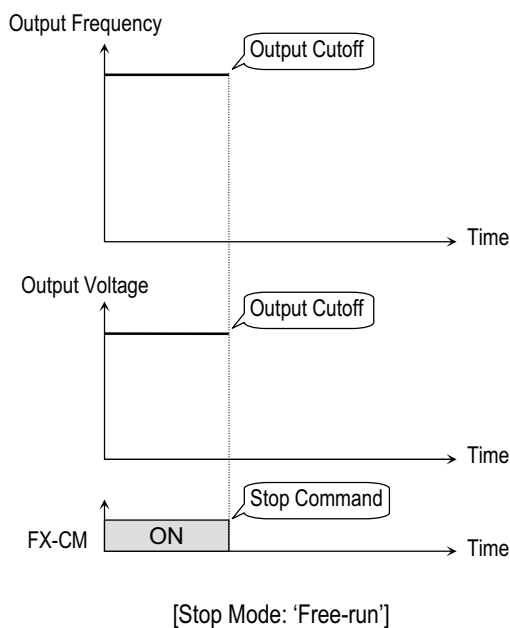 Output Frequency
Output Cutoff
Time
Output Voltage
Output Cutoff
Time
Stop Command
FX-CM
ON
Time
[Stop Mode: ‘Free-run’]